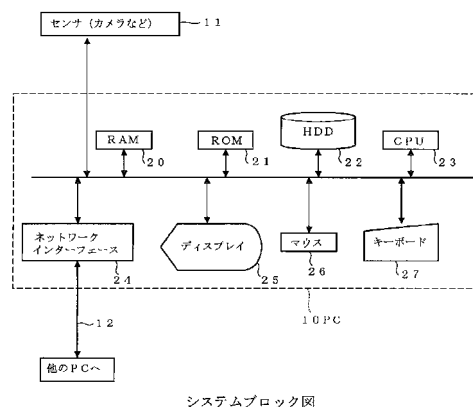 センサ（カメラなど）
１１
RAM
２０
ROM
２１
HDD
２２
CPU
２３
ネットワーク
インターフェース
２４
ディスプレイ
２５
マウス
２６
キーボード
２７
１０PC
１２
他のＰＣへ
システムブロック図